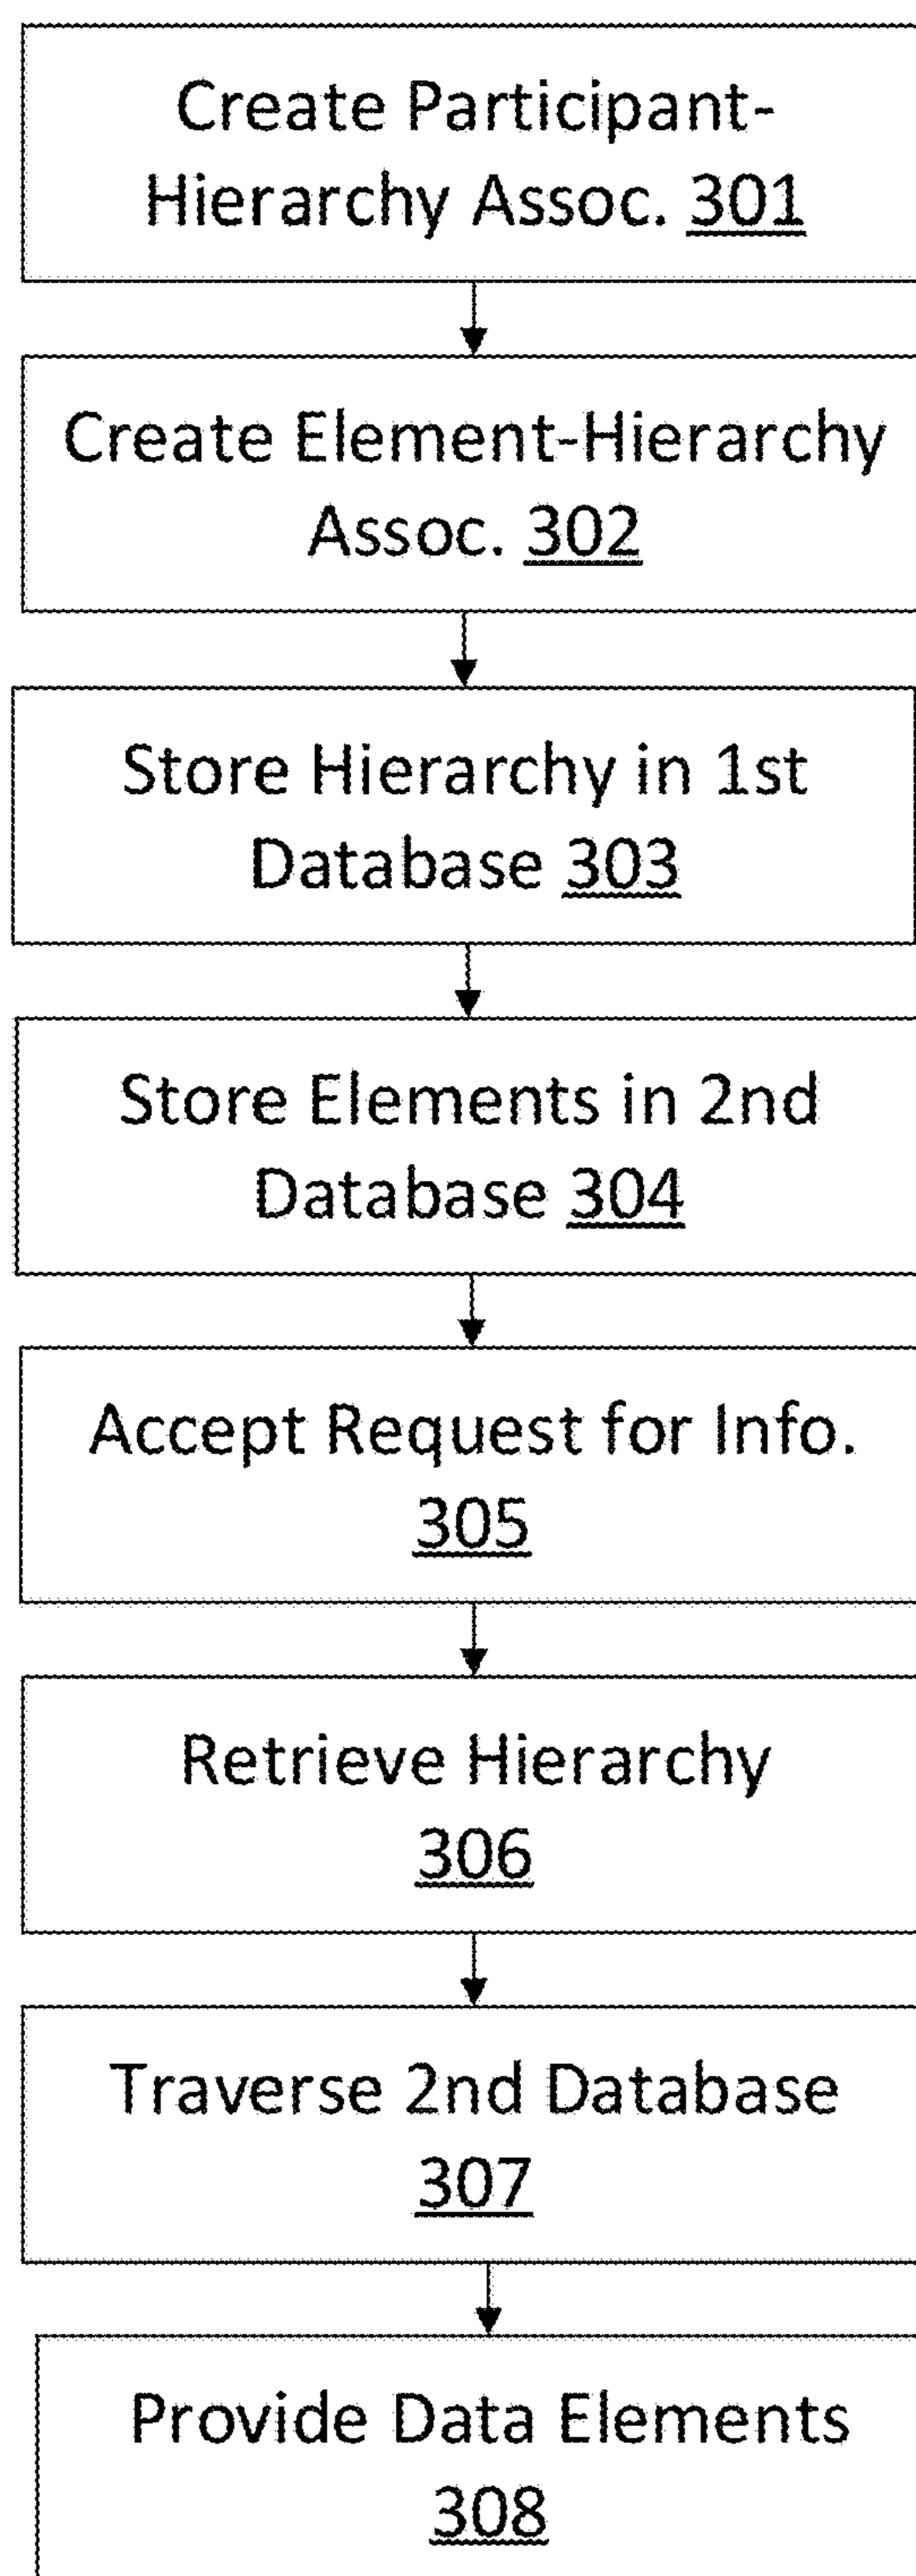 Create Participant-
Hierarchy Assoc. 301
Create Element-Hierarchy
Assoc. 302
Store Hierarchy in 1st
Database 303
Store Elements in 2nd
Database 304
Accept Request for Info.
305
Retrieve Hierarchy
306
Traverse 2nd Database
307
Provide Data Elements
308